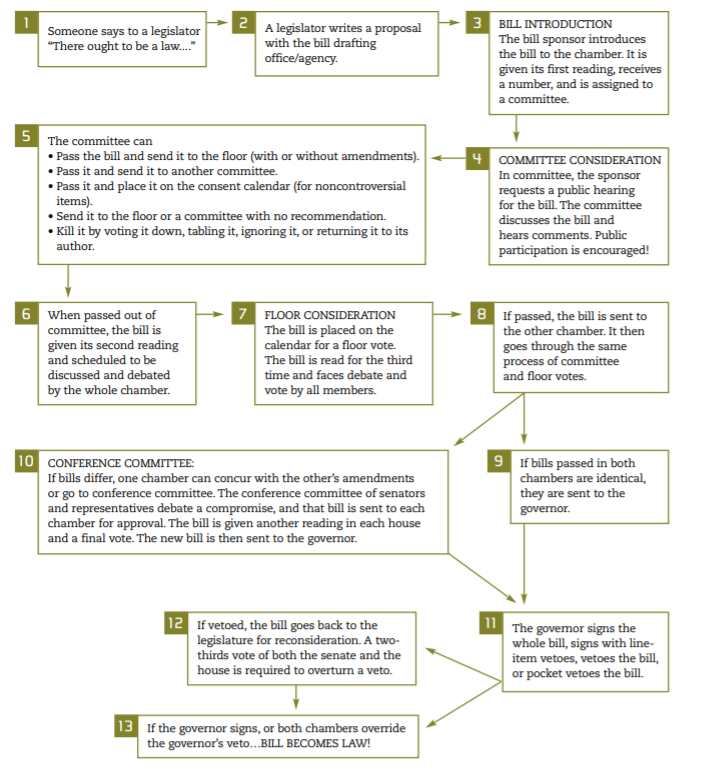 1
Someone says to a legislator
“There ought to be a law....”
2
A legislator writes a proposal
with the bill drafting
office/agency.
3
BILL INTRODUCTION
The bill sponsor introduces
the bill to the chamber. It is
given its first reading, receives
a number, and is assigned to
a committee.
4
COMMITTEE CONSIDERATION
In committee, the sponsor
requests a public hearing
for the bill. The committee
discusses the bill and
hears comments. Public
participation is encouraged!
5
The committee can
• Pass the bill and send it to the floor (with or without amendments).
• Pass it and send it to another committee.
• Pass it and place it on the consent calendar (for noncontroversial
items).
• Send it to the floor or a committee with no recommendation.
• Kill it by voting it down, tabling it, ignoring it, or returning it to its
author.
6
When passed out of
committee, the bill is
given its second reading
and scheduled to be
discussed and debated
by the whole chamber.
7
FLOOR CONSIDERATION
The bill is placed on the
calendar for a floor vote.
The bill is read for the third
time and faces debate and
vote by all members.
8
If passed, the bill is sent to
the other chamber. It then
goes through the same
process of committee
and floor votes.
9
If bills passed in both
chambers are identical,
they are sent to the
governor.
10
CONFERENCE COMMITTEE:
If bills differ, one chamber can concur with the other’s amendments
or go to conference committee. The conference committee of senators
and representatives debate a compromise, and that bill is sent to each
chamber for approval. The bill is given another reading in each house
and a final vote. The new bill is then sent to the governor.
11
The governor signs the
whole bill, signs with line-
item vetoes, vetoes the bill,
or pocket vetoes the bill.
12
If vetoed, the bill goes back to the
legislature for reconsideration. A two-
thirds vote of both the senate and the
house is required to overturn a veto.
13
If the governor signs, or both chambers override
the governor’s veto…BILL BECOMES LAW!